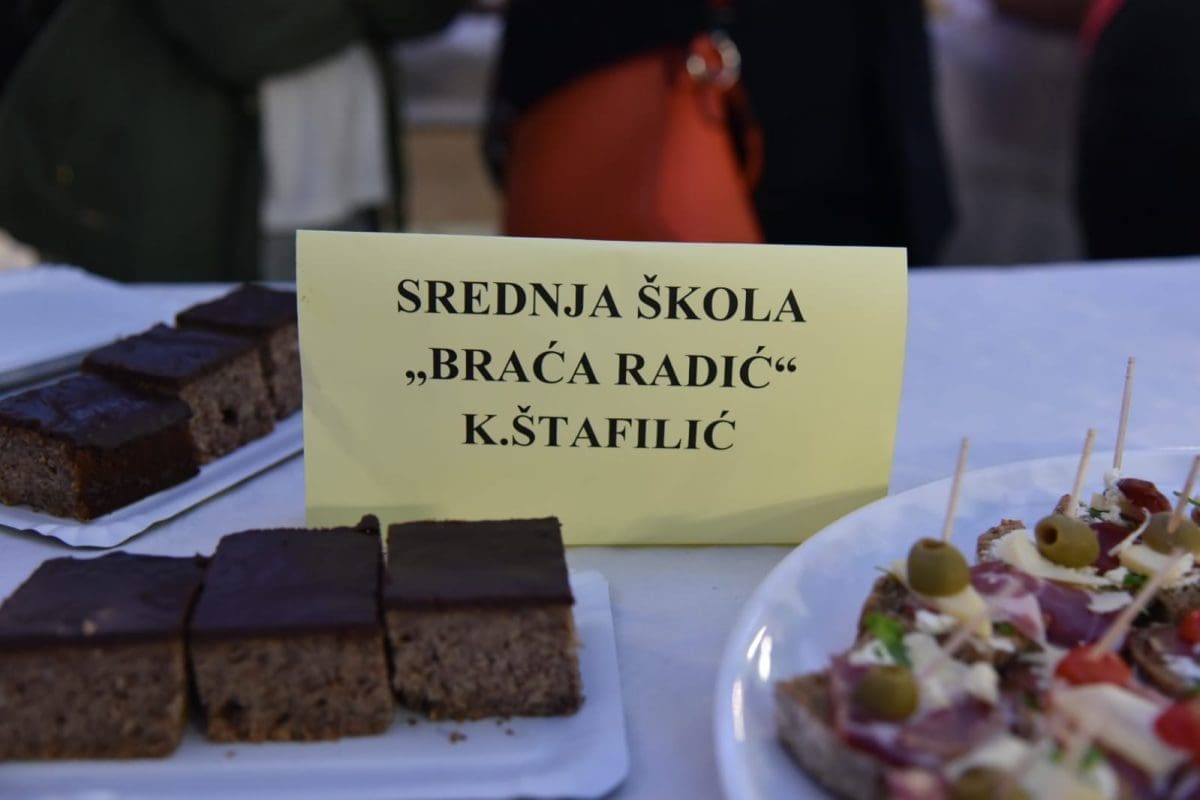 SREDNJA ŠKOLA
„BRAĆA RADIĆ“
K.ŠTAFILIĆ